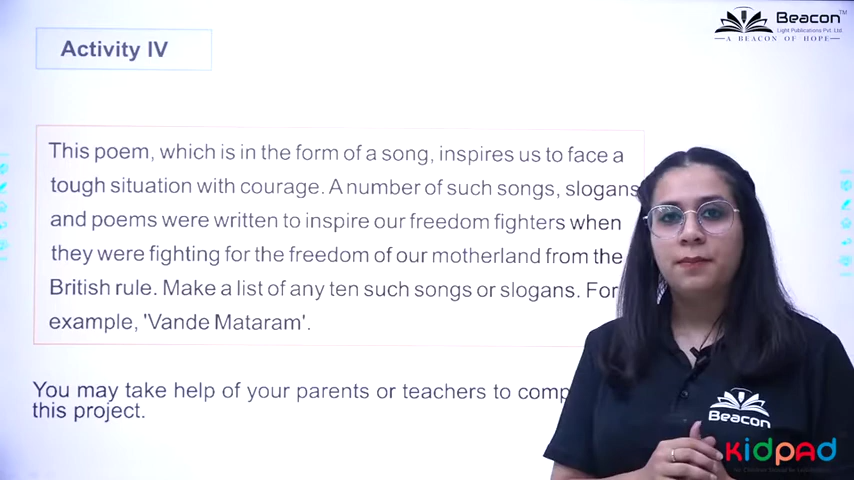 Activity IV
Beacon
TM
Light Publications Pvt. Ltd.
A BEACON OF HOPE
This poem, which is in the form of a song, inspires us to face a
tough situation with courage. A number of such songs, slogans
and poems were written to inspire our freedom fighters when
they were fighting for the freedom of our motherland from the
British rule. Make a list of any ten such songs or slogans. For
example, 'Vande Mataram'.
You may take help of your parents or teachers to comp
this project.
Beacon
kidpad